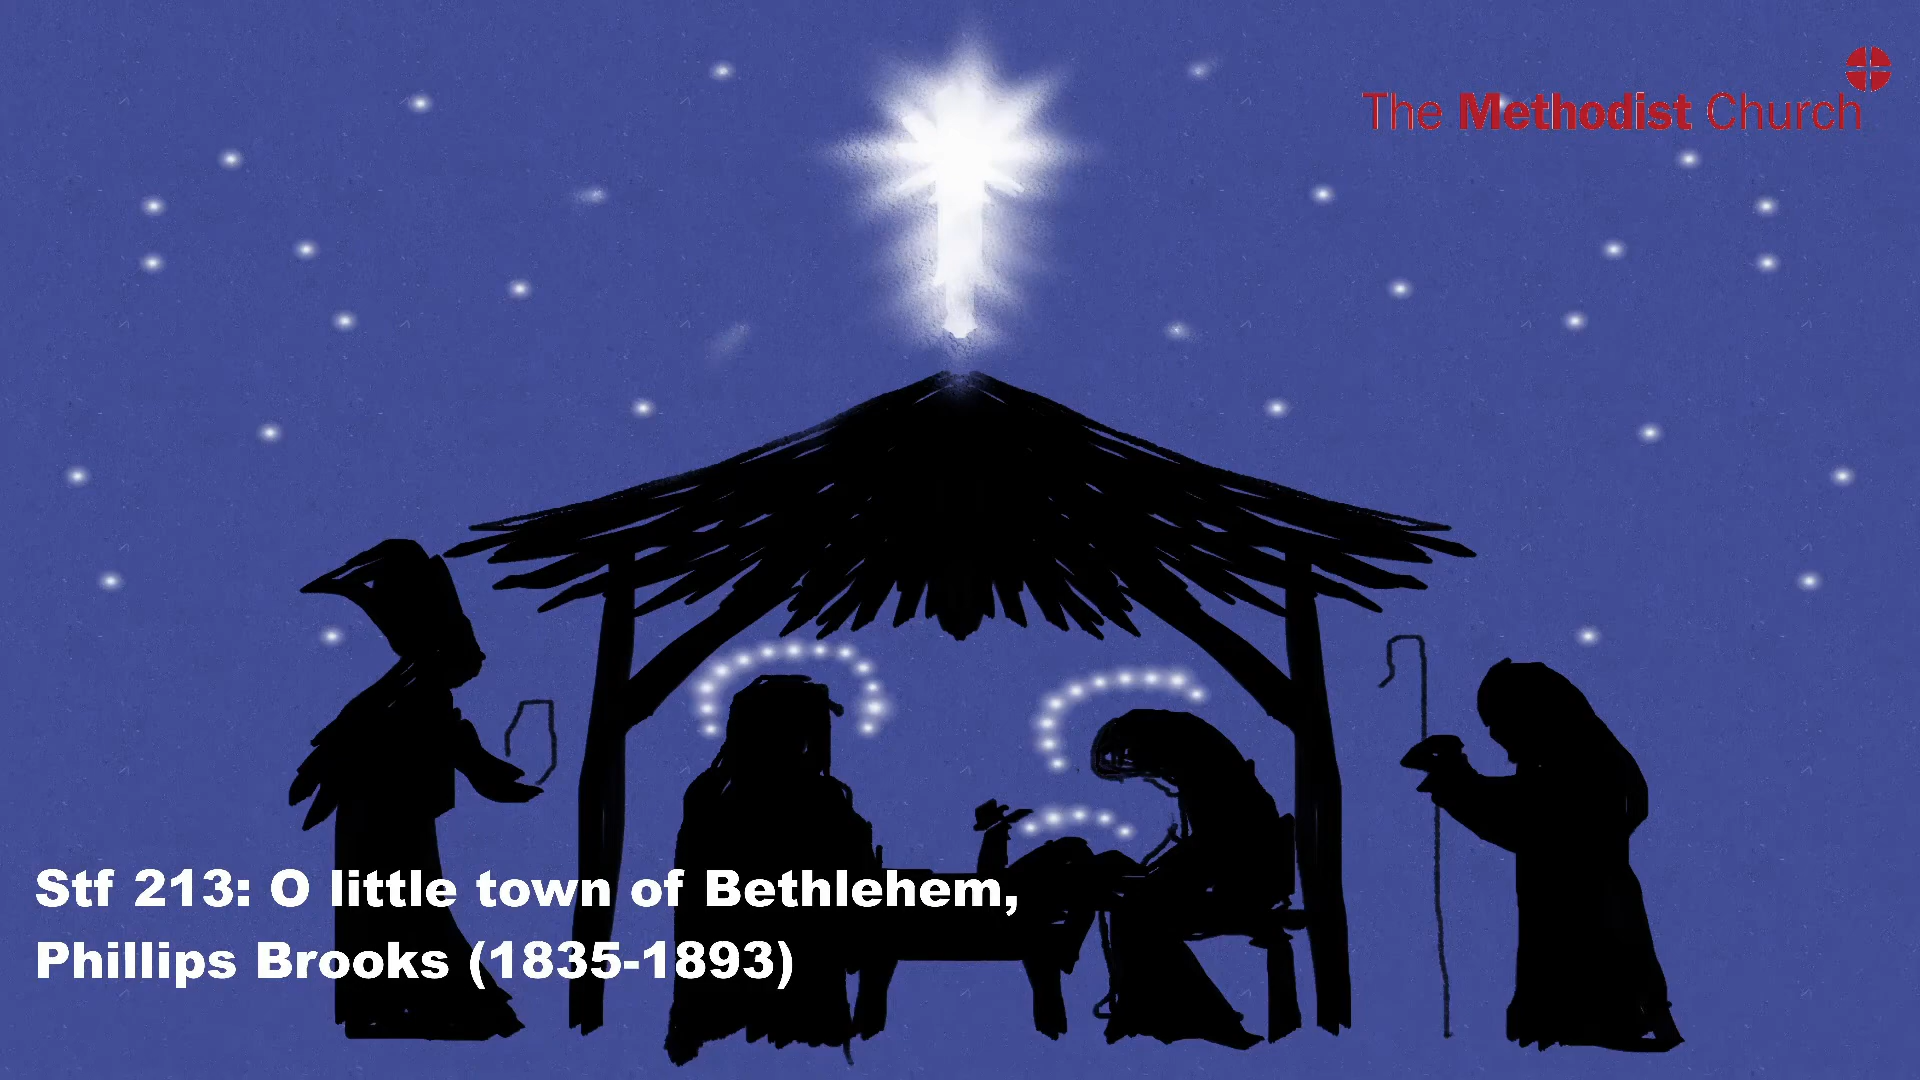 The Methodist Church
Stf 213: O little town of Bethlehem,
Phillips Brooks (1835-1893)